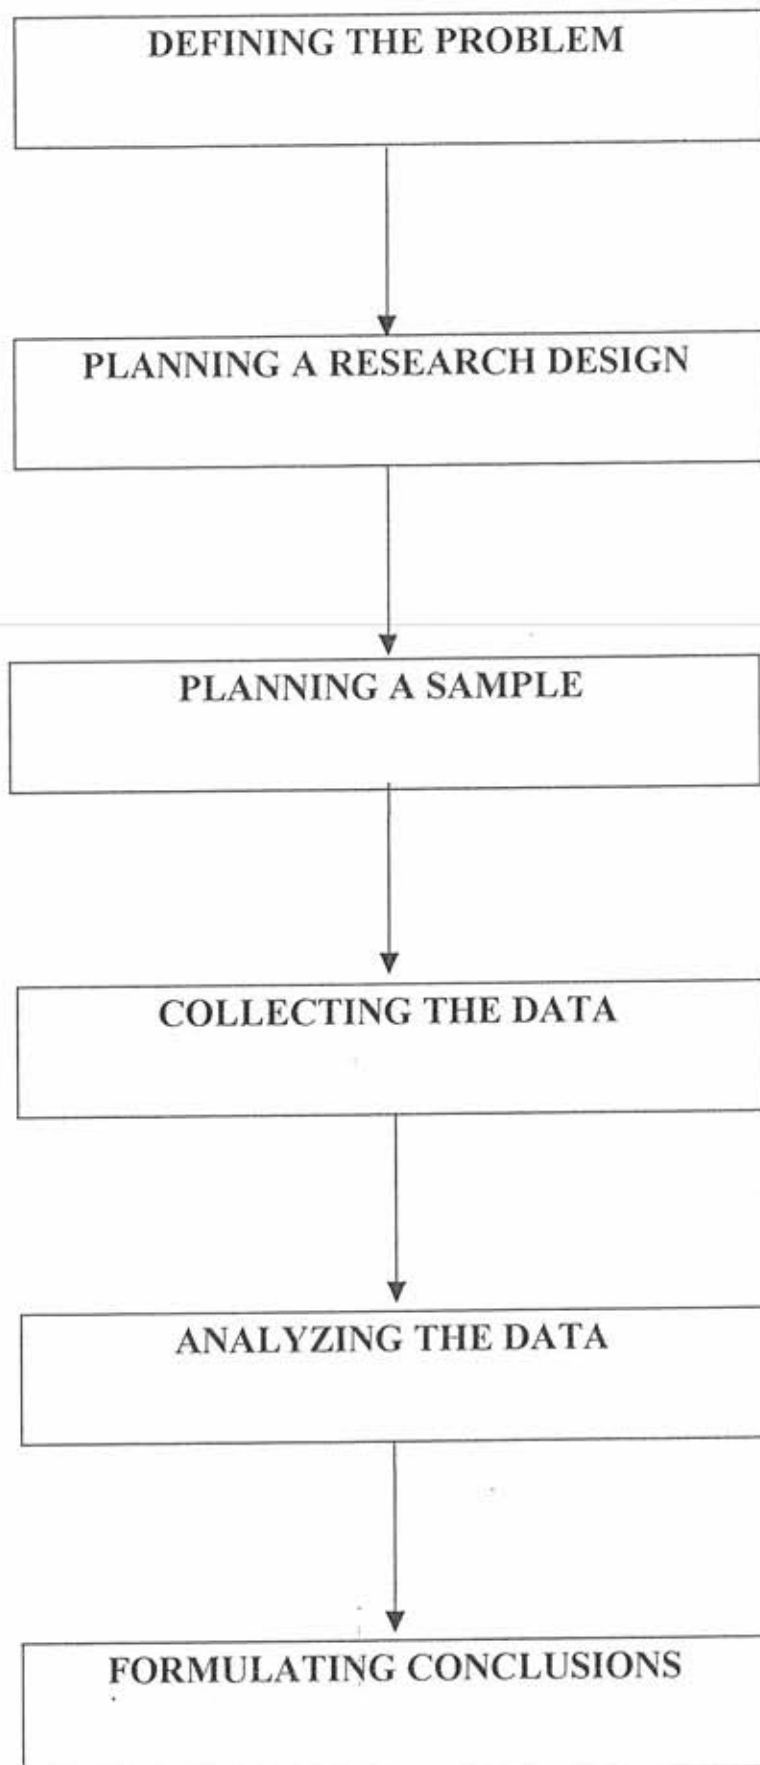 DEFINING THE PROBLEM
PLANNING A RESEARCH DESIGN
PLANNING A SAMPLE
COLLECTING THE DATA
ANALYZING THE DATA
FORMULATING CONCLUSIONS